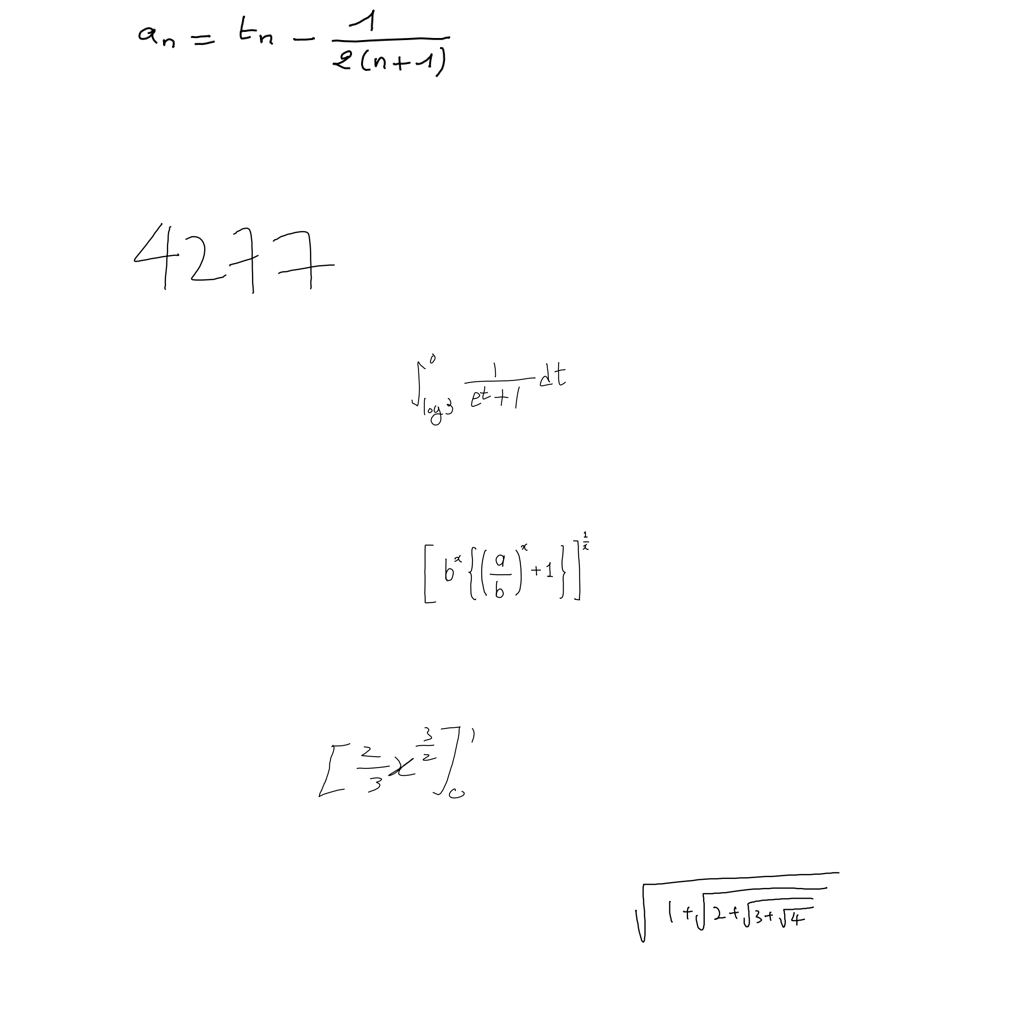 a_n = t_n - \frac{1}{2(n+1)}
4277
\int_{\log 3}^{0} \frac{1}{e^t+1} dt
\left[ b^x \left\{ \left( \frac{a}{b} \right)^x + 1 \right\} \right]^{\frac{1}{x}}
\left[ \frac{2}{3} x^{\frac{3}{2}} \right]_0^1
\sqrt{1+\sqrt{2+\sqrt{3+\sqrt{4}}}}